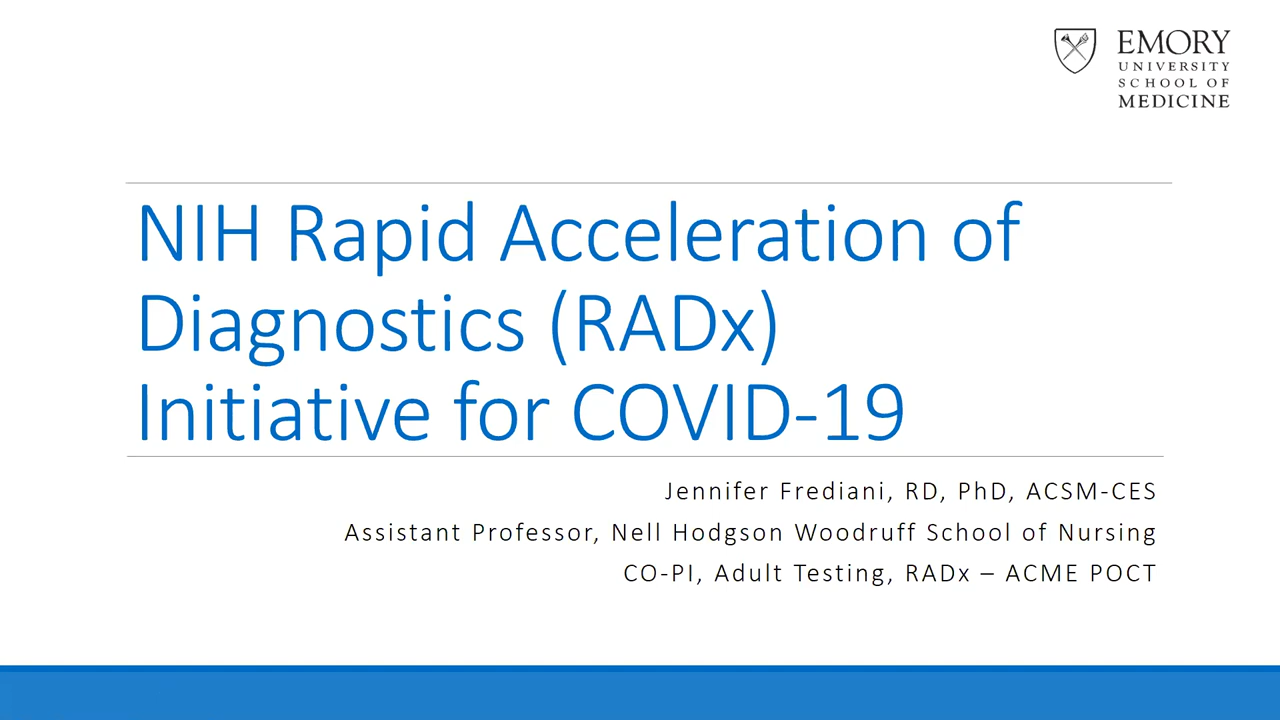 EMORY
UNIVERSITY
SCHOOL OF
MEDICINE
NIH Rapid Acceleration of
Diagnostics (RADx)
Initiative for COVID-19
Jennifer Frediani, RD, PhD, ACSM-CES
Assistant Professor, Nell Hodgson Woodruff School of Nursing
CO-PI, Adult Testing, RADx – ACME POCT